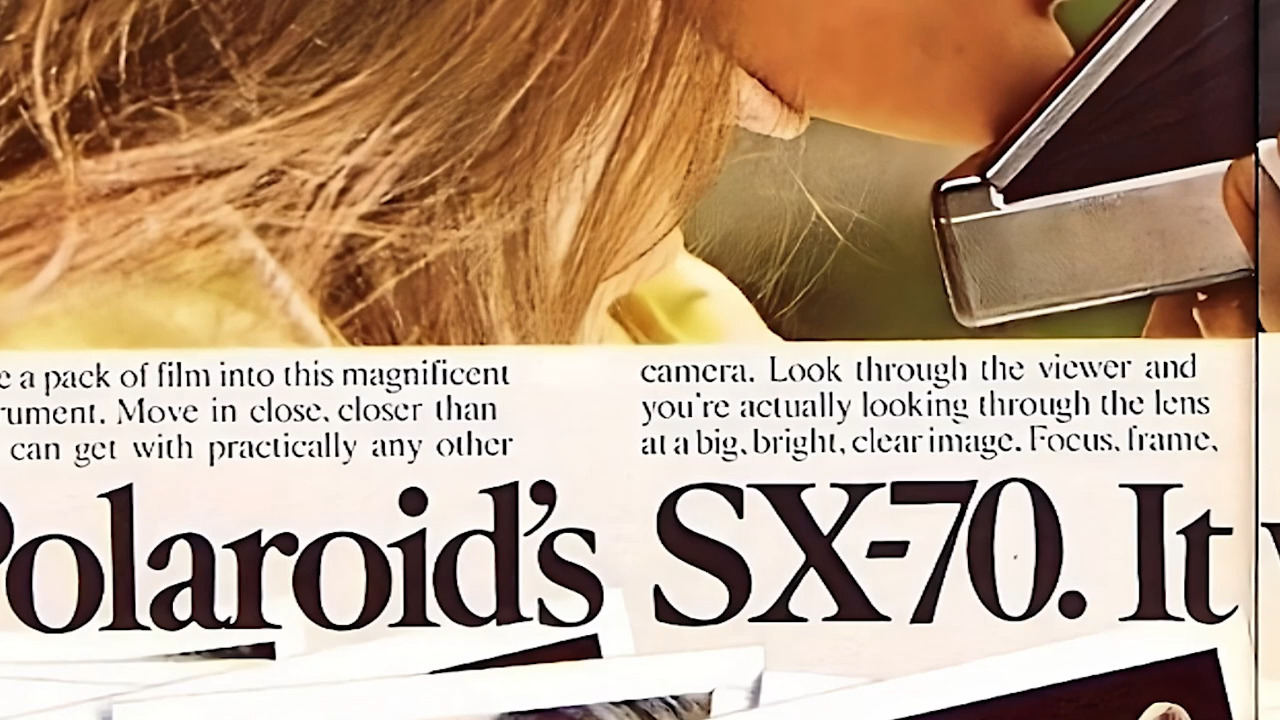 e a pack of film into this magnificent
rument. Move in close, closer than
can get with practically any other
camera. Look through the viewer and
you're actually looking through the lens
at a big, bright, clear image. Focus, frame,
Polaroid's SX-70. It